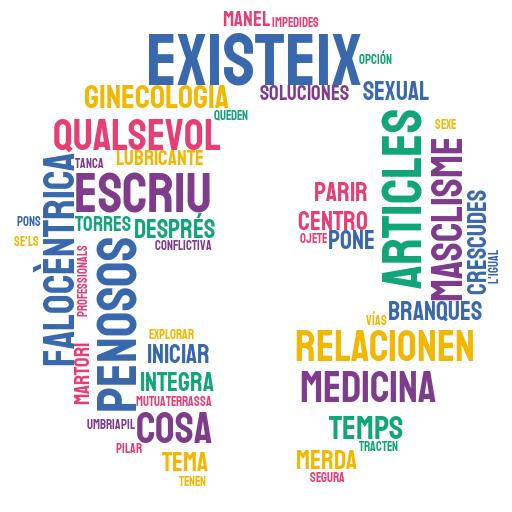 MANEL
IMPEDIDES
EXISTEIX
OPCIÓN
GINECOLOGIA
SOLUCIONES
SEXUAL
QUEDEN
QUALSEVOL
ARTICLES
SEXE
TANCA
LUBRICANTE
FALOCÈNTRICA
ESCRIU
MASCLISME
PARIR
CRESCUDES
PONS
TORRES
DESPRÉS
CENTRO
OJETE
PONE
SE'LS
CONFLICTIVA
L'IGUAL
PROFESSIONALS
PENOSOS
BRANQUES
VÍAS
EXPLORAR
RELACIONEN
INICIAR
MARTORI
INTEGRA
MEDICINA
MUTUATERRASSA
UMBRIAPIL
COSA
TEMPS
PILAR
TRACTEN
TEMA
MERDA
TENEN
SEGURA